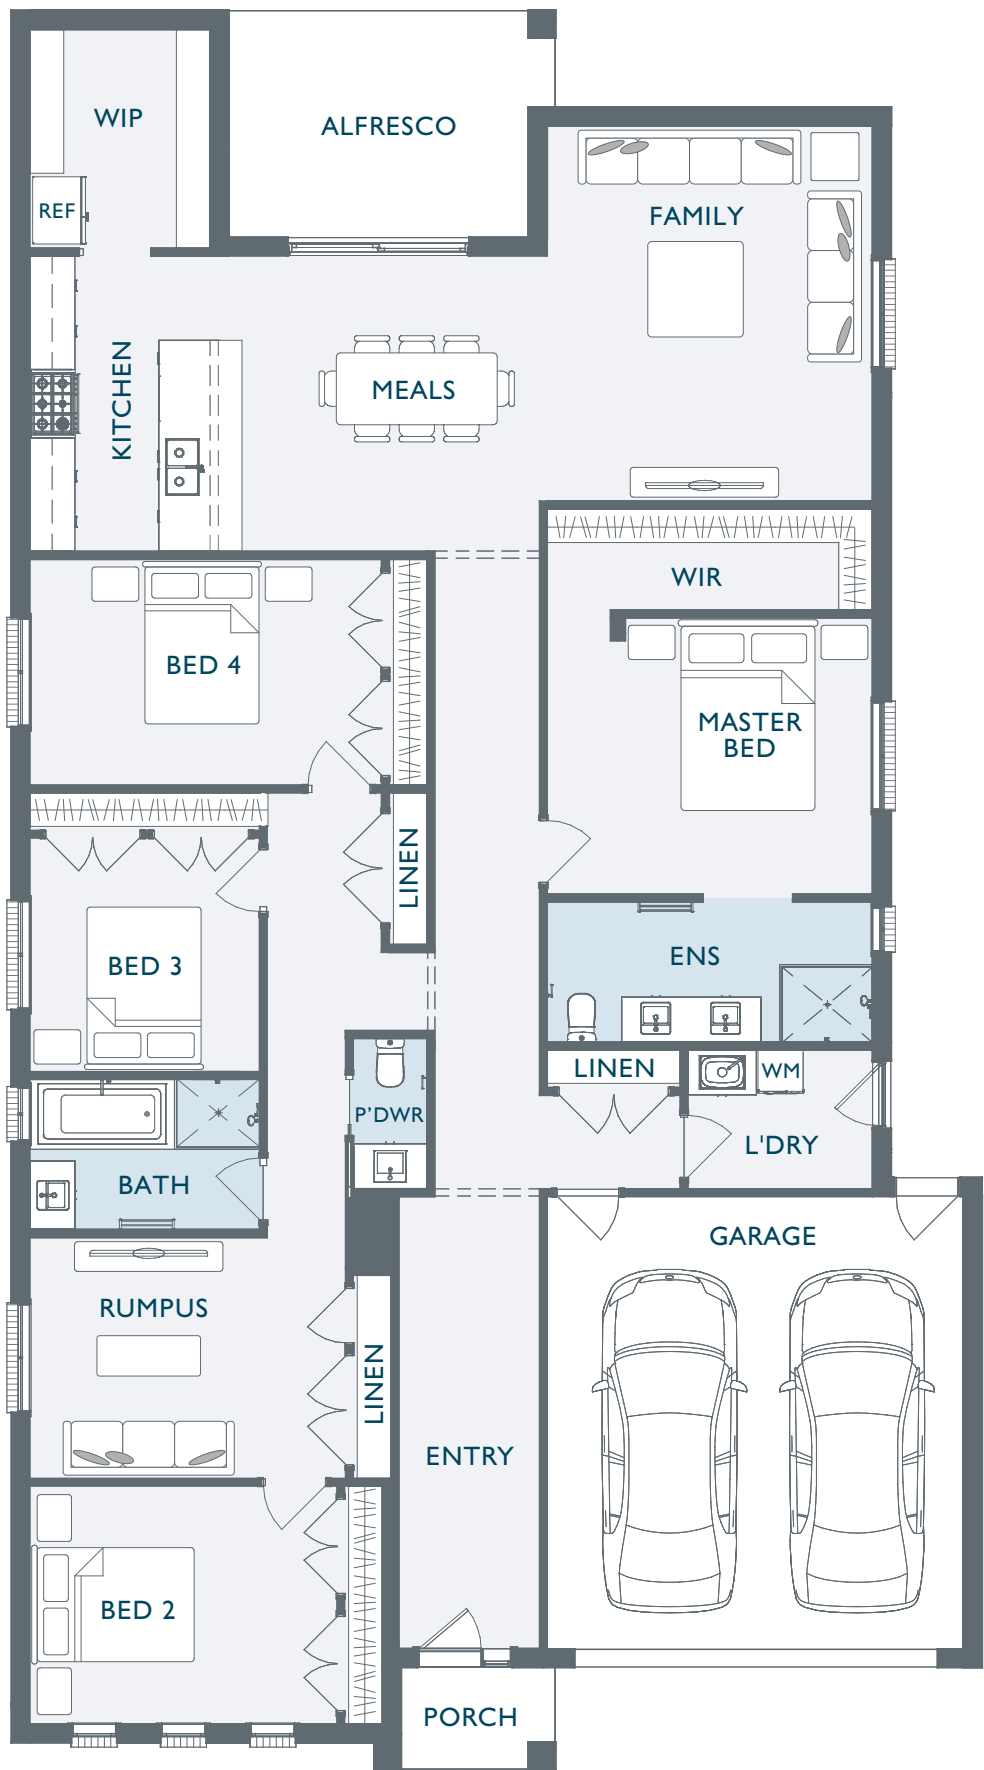 WIP
ALFRESCO
REF
FAMILY
KITCHEN
MEALS
WIR
BED 4
MASTER
BED
LINEN
BED 3
ENS
LINEN
WM
P'DWR
L'DRY
BATH
GARAGE
RUMPUS
LINEN
ENTRY
BED 2
PORCH